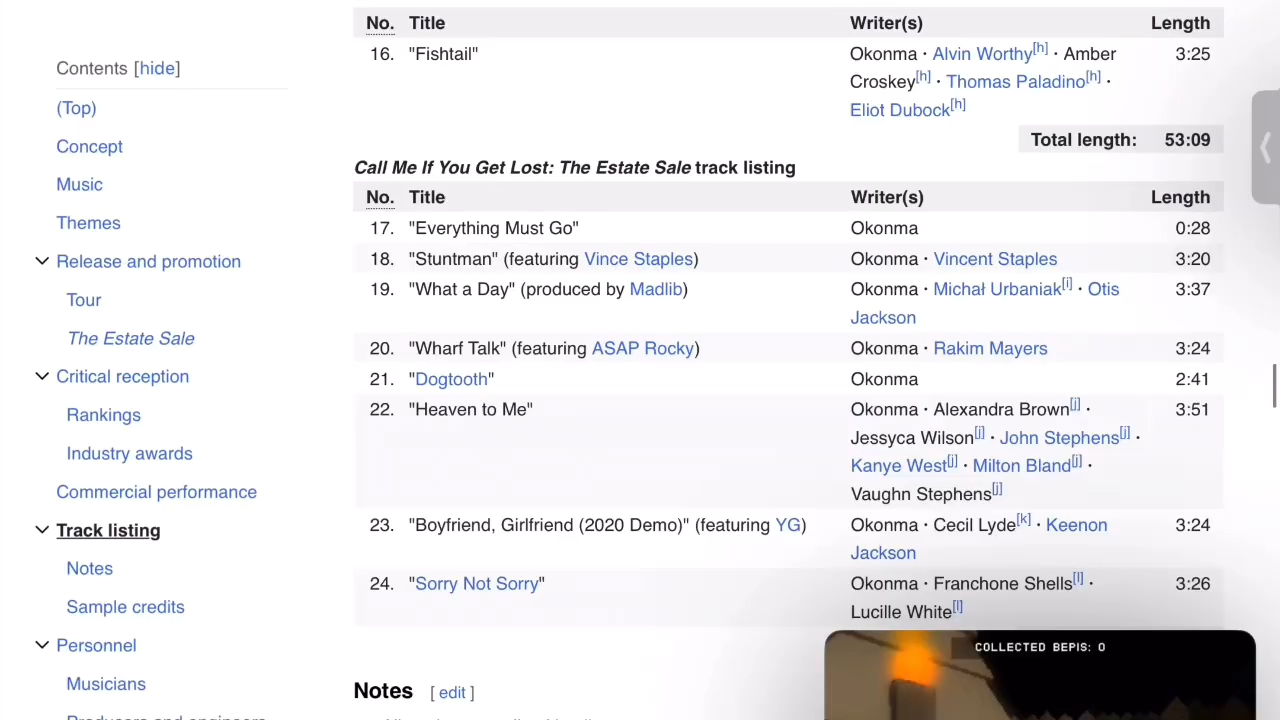 Contents [hide]
(Top)
Concept
Music
Themes
Release and promotion
Tour
The Estate Sale
Critical reception
Rankings
Industry awards
Commercial performance
Track listing
Notes
Sample credits
Personnel
Musicians
No. Title Writer(s) Length
16. "Fishtail" Okonma · Alvin Worthy[h] · Amber 3:25
Croskey[h] · Thomas Paladino[h] ·
Eliot Dubock[h]
Total length: 53:09
Call Me If You Get Lost: The Estate Sale track listing
No. Title Writer(s) Length
17. "Everything Must Go" Okonma 0:28
18. "Stuntman" (featuring Vince Staples) Okonma · Vincent Staples 3:20
19. "What a Day" (produced by Madlib) Okonma · Michał Urbaniak[i] · Otis 3:37
Jackson
20. "Wharf Talk" (featuring ASAP Rocky) Okonma · Rakim Mayers 3:24
21. "Dogtooth" Okonma 2:41
22. "Heaven to Me" Okonma · Alexandra Brown[j] · 3:51
Jessyca Wilson[j] · John Stephens[j] ·
Kanye West[j] · Milton Bland[j] ·
Vaughn Stephens[j]
23. "Boyfriend, Girlfriend (2020 Demo)" (featuring YG) Okonma · Cecil Lyde[k] · Keenon 3:24
Jackson
24. "Sorry Not Sorry" Okonma · Franchone Shells[l] · 3:26
Lucille White[l]
Notes [ edit ]
COLLECTED BEPIS: 0